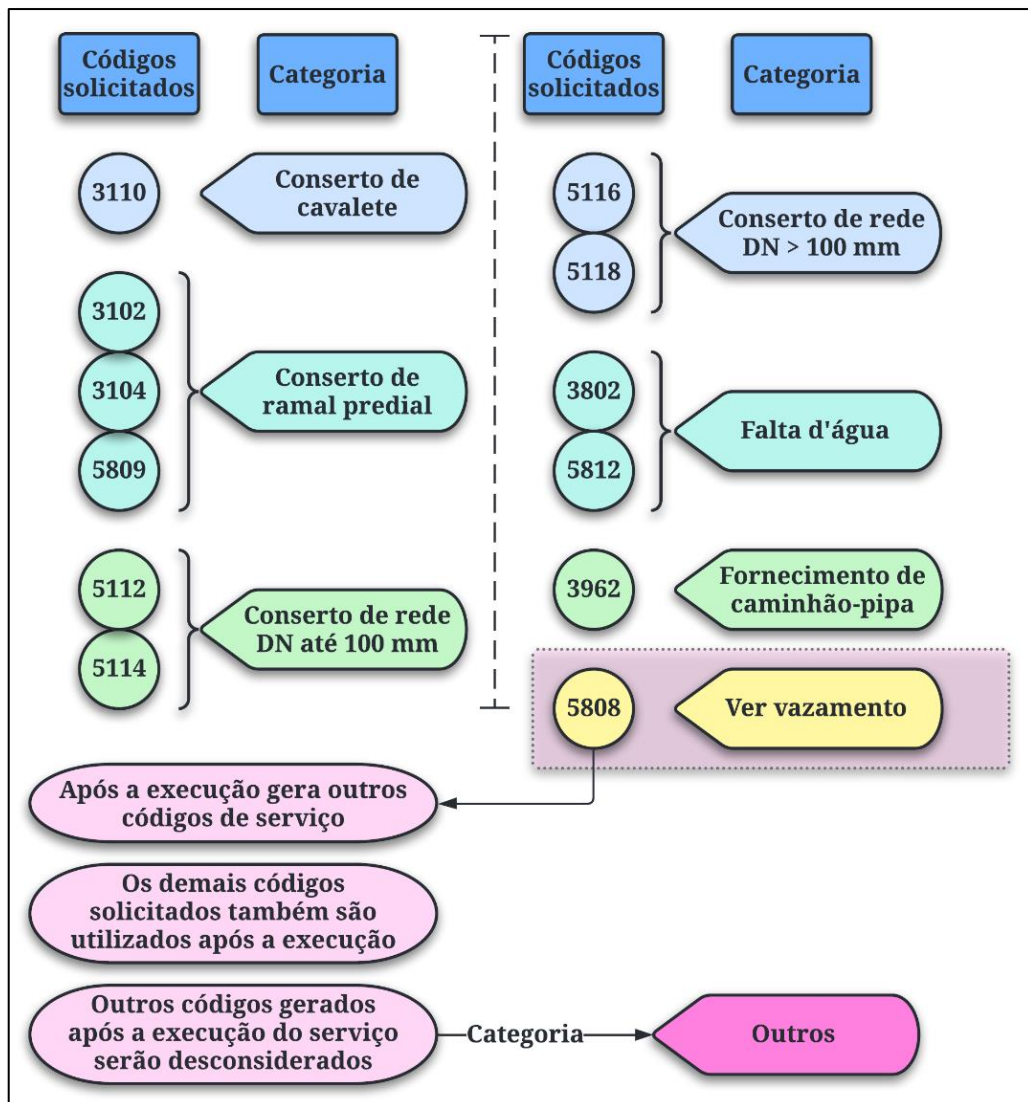 Códigos
solicitados
Categoria
3110
Conserto de
cavalete
3102
3104
5809
Conserto de
ramal predial
5112
5114
Conserto de rede
DN até 100 mm
Códigos
solicitados
Categoria
5116
5118
Conserto de rede
DN > 100 mm
3802
5812
Falta d'água
3962
Fornecimento de
caminhão-pipa
5808
Ver vazamento
Após a execução gera outros
códigos de serviço
Os demais códigos
solicitados também são
utilizados após a execução
Outros códigos gerados
após a execução do serviço
serão desconsiderados
Categoria
Outros